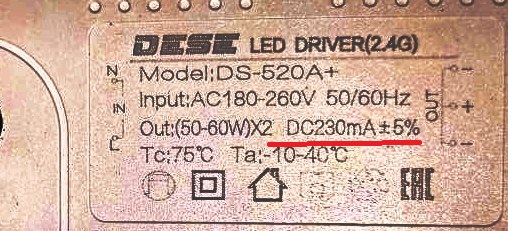 DESE LED DRIVER(2.4G)
Model:DS-520A+
Input:AC180-260V 50/60Hz
Out:(50-60W)X2 DC230mA±5%
Tc:75℃ Ta:-10-40℃
N
IN
OUT
-
+
-
EAC